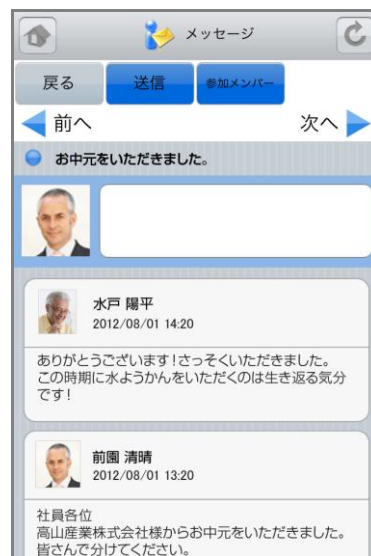 メッセージ
戻る 送信 参加メンバー
前へ 次へ
お中元をいただきました。
水戸 陽平
2012/08/01 14:20
ありがとうございます!さっそくいただきました。
この時期に水ようかんをいただくのは生き返る気分
です!
前園 清晴
2012/08/01 13:20
社員各位
高山産業株式会社様からお中元をいただきました。
皆さんで分けてください。